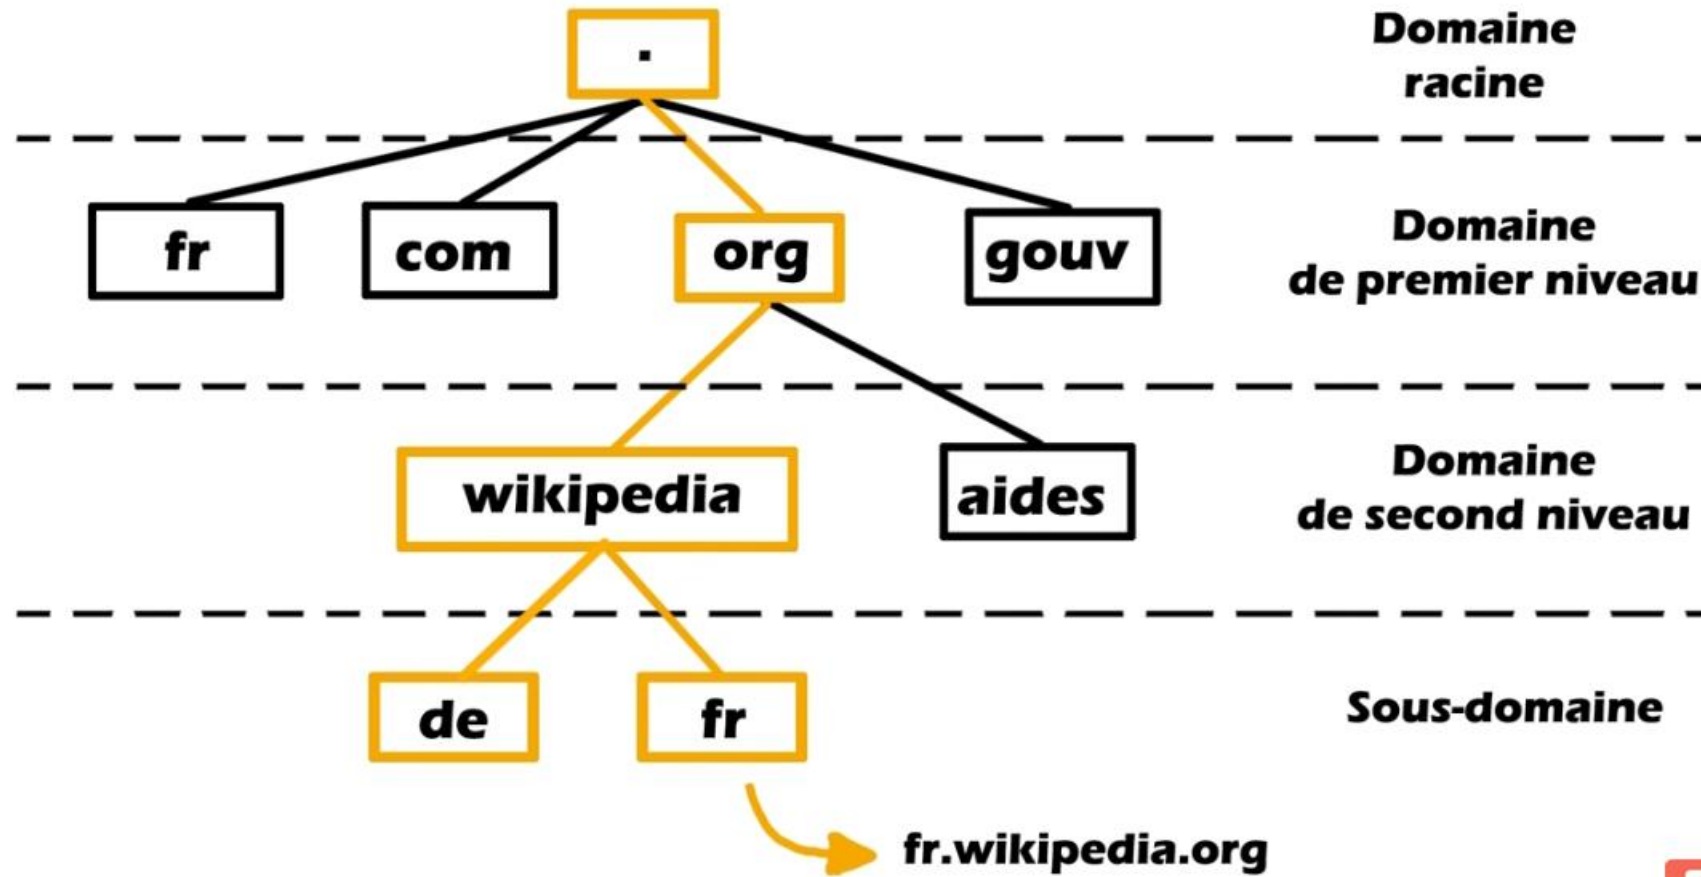 .
Domaine
racine
fr
com
org
gouv
Domaine
de premier niveau
wikipedia
aides
Domaine
de second niveau
de
fr
Sous-domaine
fr.wikipedia.org